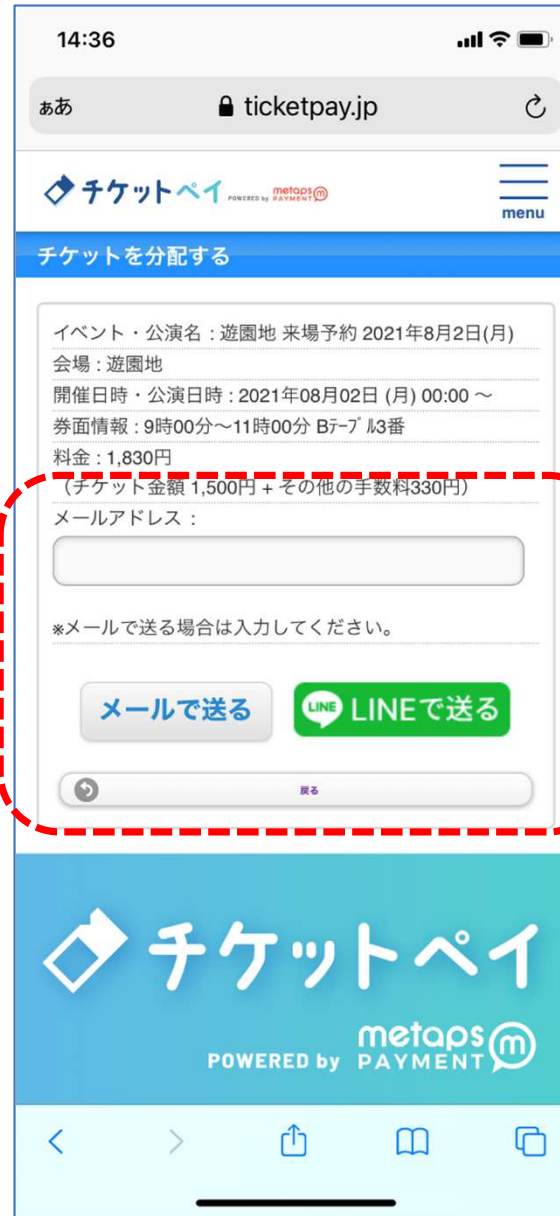 14:36
ぁあ ticketpay.jp
チケットペイ POWERED by metaps PAYMENT
menu
チケットを分配する
イベント・公演名 : 遊園地 来場予約 2021年8月2日(月)
会場 : 遊園地
開催日時・公演日時 : 2021年08月02日 (月) 00:00 ～
券面情報 : 9時00分～11時00分 Bﾃｰﾌﾞﾙ3番
料金 : 1,830円
（チケット金額 1,500円 + その他の手数料330円）
メールアドレス :
※メールで送る場合は入力してください。
メールで送る LINE LINEで送る
戻る
チケットペイ
POWERED by metaps PAYMENT